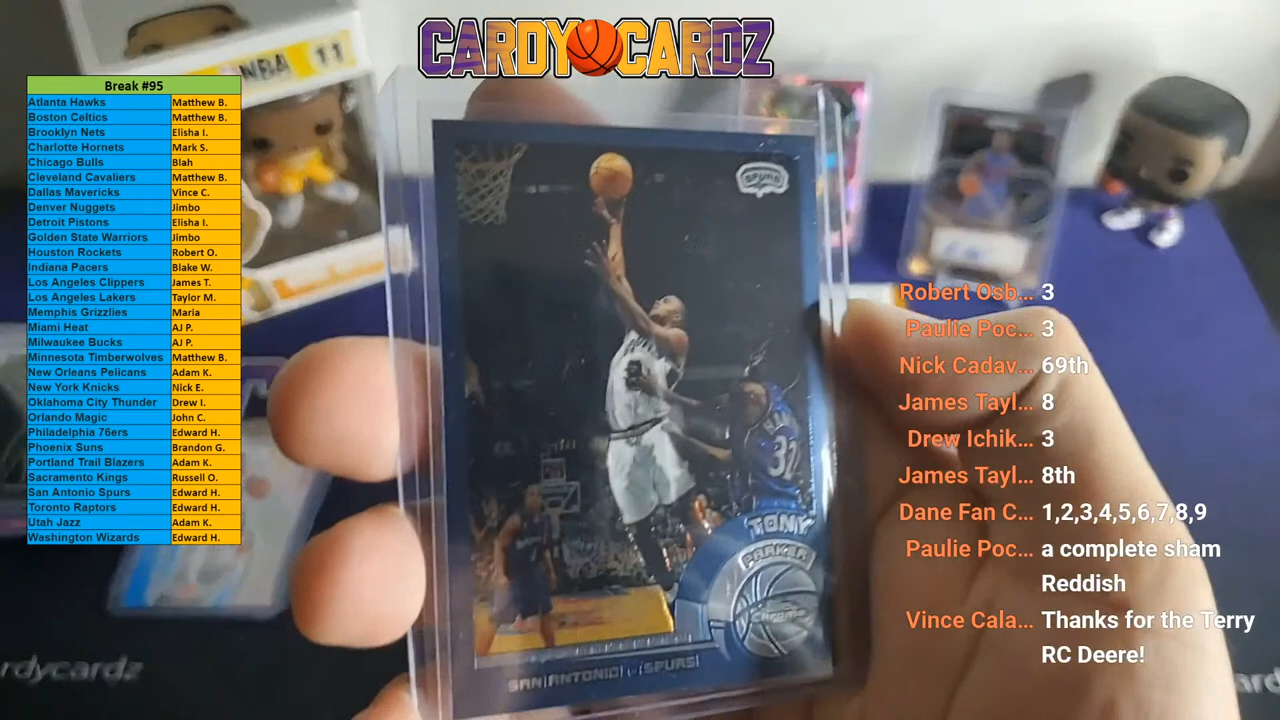 CARDY CARDZ
NBA 11
Break #95
Atlanta Hawks Matthew B.
Boston Celtics Matthew B.
Brooklyn Nets Elisha I.
Charlotte Hornets Mark S.
Chicago Bulls Blah
Cleveland Cavaliers Matthew B.
Dallas Mavericks Vince C.
Denver Nuggets Jimbo
Detroit Pistons Elisha I.
Golden State Warriors Jimbo
Houston Rockets Robert O.
Indiana Pacers Blake W.
Los Angeles Clippers James T.
Los Angeles Lakers Taylor M.
Memphis Grizzlies Maria
Miami Heat AJ P.
Milwaukee Bucks AJ P.
Minnesota Timberwolves Matthew B.
New Orleans Pelicans Adam K.
New York Knicks Nick E.
Oklahoma City Thunder Drew I.
Orlando Magic John C.
Philadelphia 76ers Edward H.
Phoenix Suns Brandon G.
Portland Trail Blazers Adam K.
Sacramento Kings Russell O.
San Antonio Spurs Edward H.
Toronto Raptors Edward H.
Utah Jazz Adam K.
Washington Wizards Edward H.
SPURS
32
TONY
PARKER
SAN ANTONIO SPURS
Robert Osb... 3
Paulie Poc... 3
Nick Cadav... 69th
James Tayl... 8
Drew Ichik... 3
James Tayl... 8th
Dane Fan C... 1,2,3,4,5,6,7,8,9
Paulie Poc... a complete sham
Reddish
Vince Cala... Thanks for the Terry
RC Deere!
rdycardz